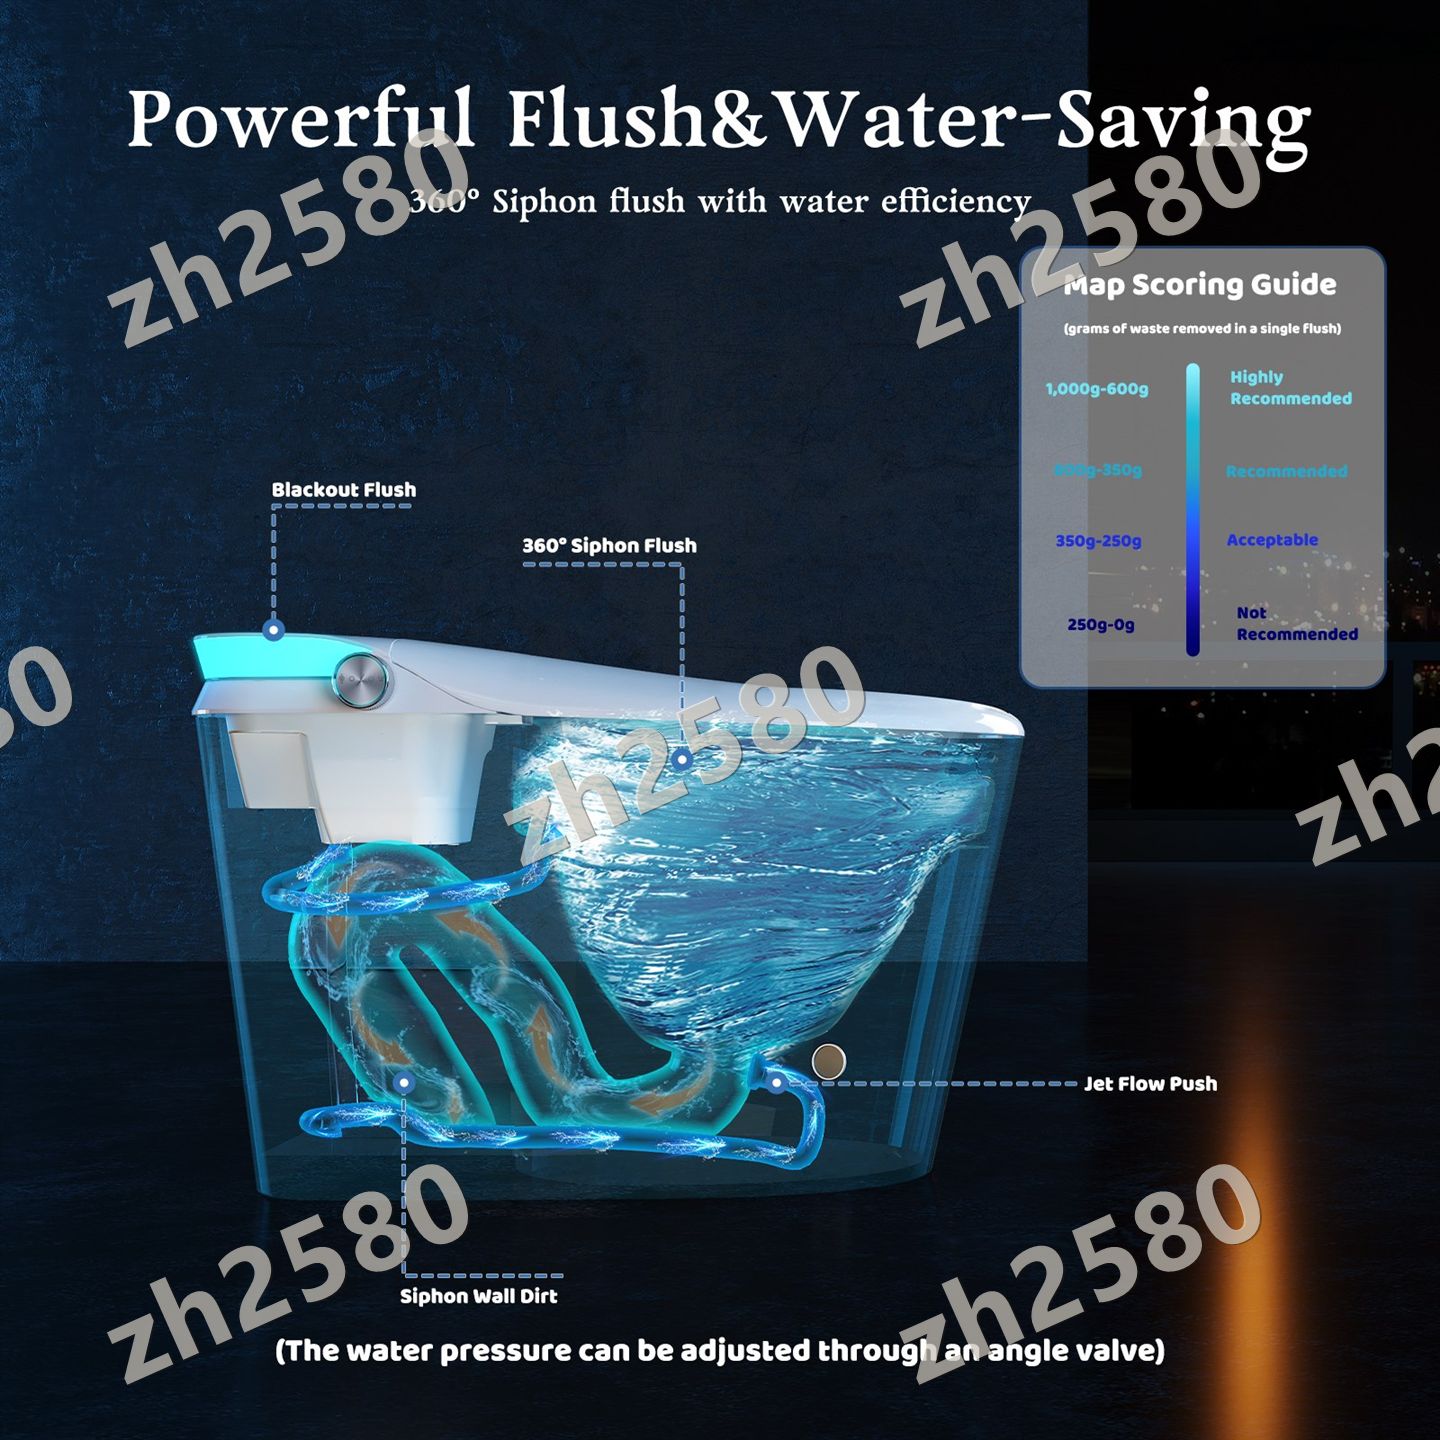 Powerful Flush&Water-Saving
360° Siphon flush with water efficiency
Map Scoring Guide
(grams of waste removed in a single flush)
1,000g-600g
Highly
Recommended
600g-350g
Recommended
350g-250g
Acceptable
250g-0g
Not
Recommended
Blackout Flush
360° Siphon Flush
Jet Flow Push
Siphon Wall Dirt
(The water pressure can be adjusted through an angle valve)
zh2580
zh2580
zh2580
zh2580
zh2580